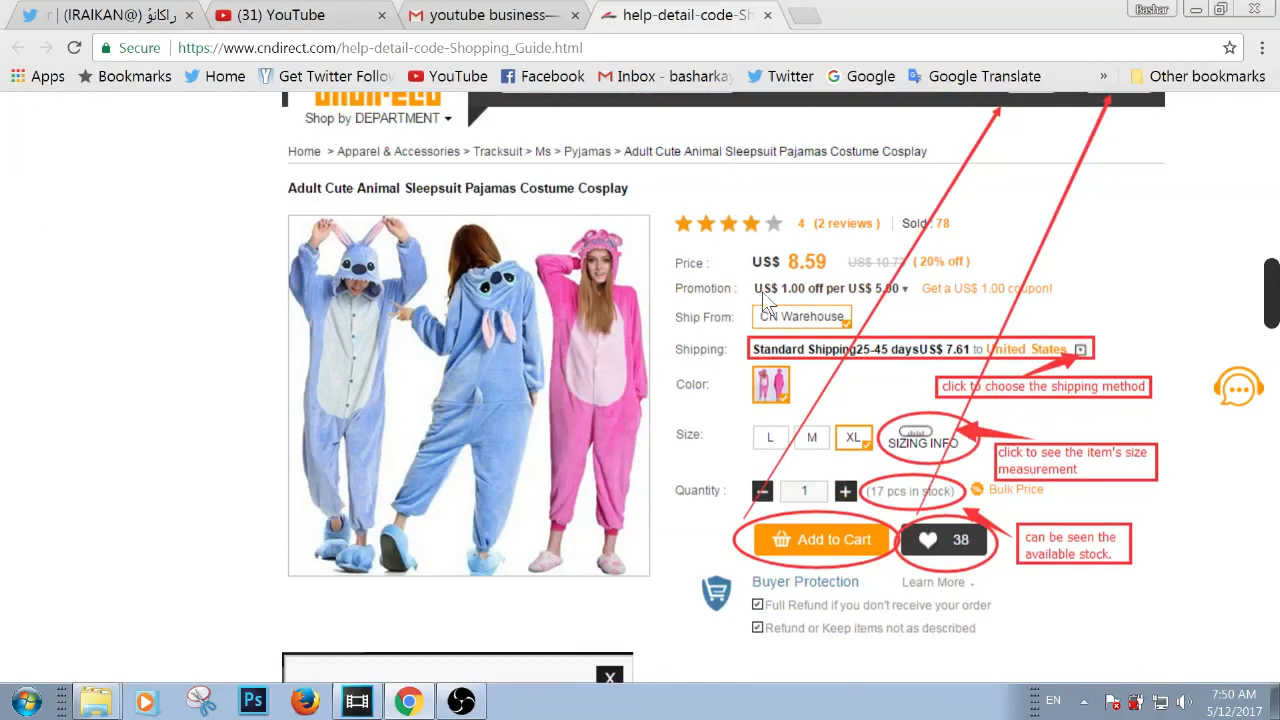 راكللز @IRAIKAN)
(31) YouTube
youtube business
help-detail-code-Sh
Bashar
Secure https://www.cndirect.com/help-detail-code-Shopping_Guide.html
Apps Bookmarks Home Get Twitter Follov YouTube Facebook Inbox - basharkay Twitter Google Google Translate » Other bookmarks
Shop by DEPARTMENT
Home > Apparel & Accessories > Tracksuit > Ms > Pyjamas > Adult Cute Animal Sleepsuit Pajamas Costume Cosplay
Adult Cute Animal Sleepsuit Pajamas Costume Cosplay
4 (2 reviews ) Sold : 78
Price : US$ 8.59 US$ 10.73 ( 20% off )
Promotion : US$ 1.00 off per US$ 5.00 Get a US$ 1.00 coupon!
Ship From: CN Warehouse
Shipping: Standard Shipping25-45 daysUS$ 7.61 to United States
click to choose the shipping method
Color:
Size: L M XL SIZING INFO
click to see the item's size
measurement
Quantity : 1 (17 pcs in stock) Bulk Price
can be seen the
available stock.
Add to Cart 38
Buyer Protection Learn More
Full Refund if you don't receive your order
Refund or Keep items not as described
X
Ps
EN
7:50 AM
5/12/2017